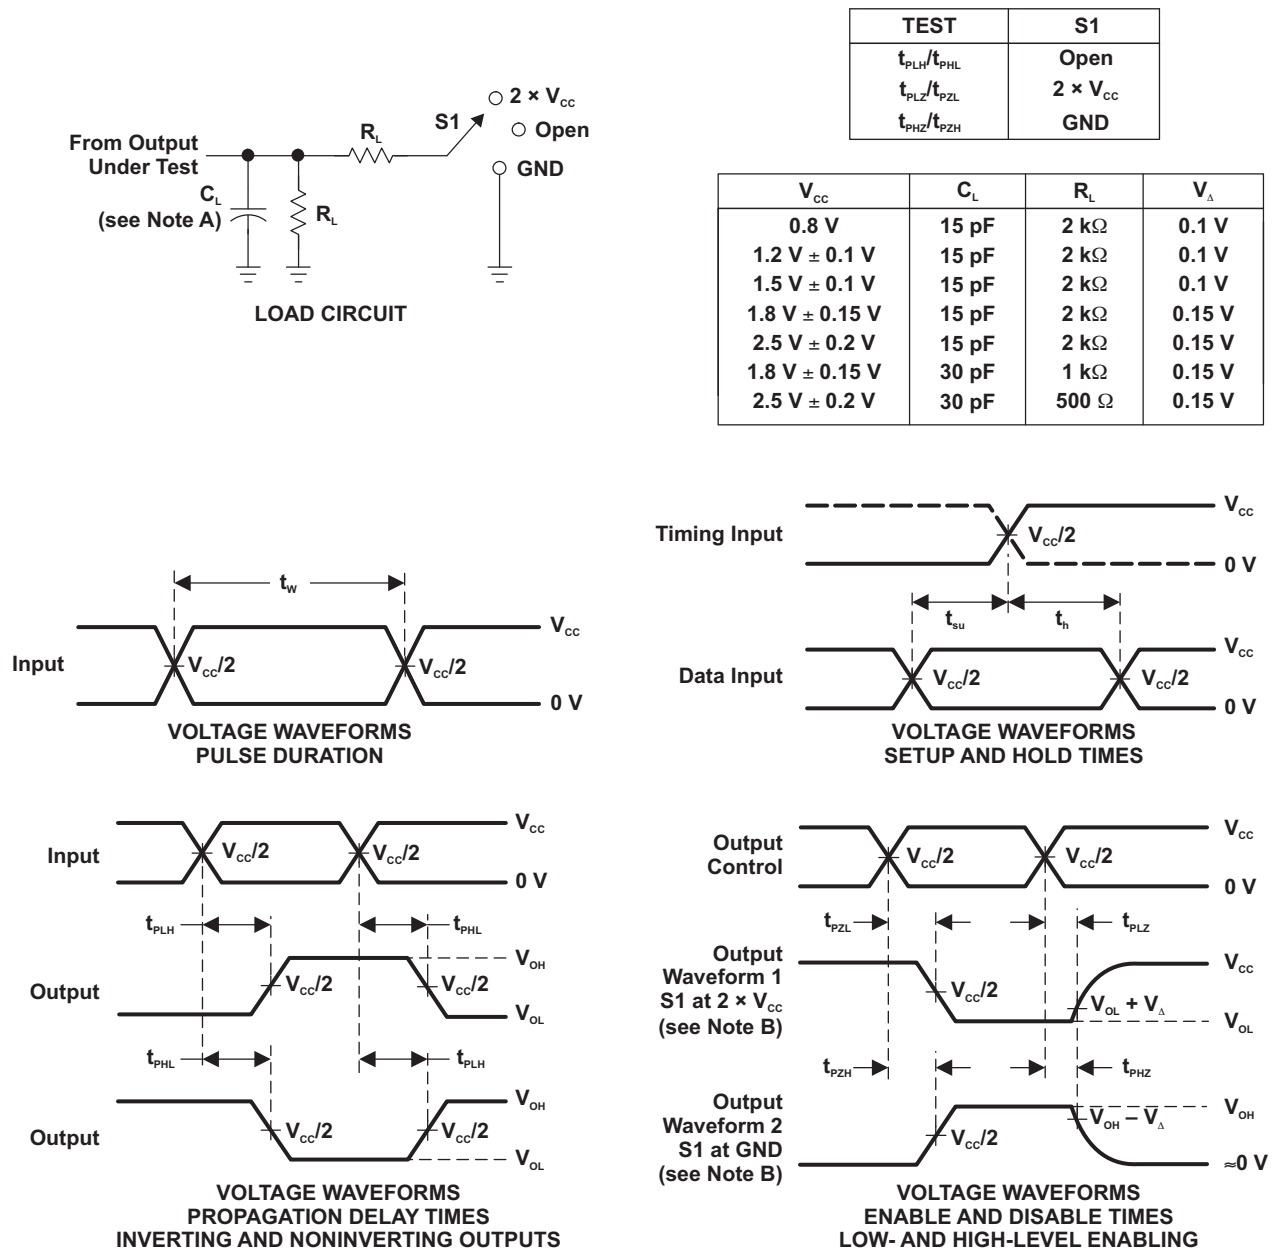 TEST S1
tPLH/tPHL Open
tPLZ/tPZL 2 × VCC
tPHZ/tPZH GND
2 × VCC
S1
Open
GND
From Output
Under Test
RL
CL
(see Note A)
RL
LOAD CIRCUIT
VCC CL RL VΔ
0.8 V 15 pF 2 kΩ 0.1 V
1.2 V ± 0.1 V 15 pF 2 kΩ 0.1 V
1.5 V ± 0.1 V 15 pF 2 kΩ 0.1 V
1.8 V ± 0.15 V 15 pF 2 kΩ 0.15 V
2.5 V ± 0.2 V 15 pF 2 kΩ 0.15 V
1.8 V ± 0.15 V 30 pF 1 kΩ 0.15 V
2.5 V ± 0.2 V 30 pF 500 Ω 0.15 V
tW
Input
VCC/2
VCC/2
VCC
0 V
VOLTAGE WAVEFORMS
PULSE DURATION
Timing Input
VCC/2
VCC
0 V
tsu
th
Data Input
VCC/2
VCC/2
VCC
0 V
VOLTAGE WAVEFORMS
SETUP AND HOLD TIMES
Input
VCC/2
VCC/2
VCC
0 V
tPLH
tPHL
Output
VCC/2
VCC/2
VOH
VOL
tPHL
tPLH
Output
VCC/2
VCC/2
VOH
VOL
VOLTAGE WAVEFORMS
PROPAGATION DELAY TIMES
INVERTING AND NONINVERTING OUTPUTS
Output
Control
VCC/2
VCC/2
VCC
0 V
tPZL
tPLZ
Output
Waveform 1
S1 at 2 × VCC
(see Note B)
VCC/2
VOL + VΔ
VCC
VOL
tPZH
tPHZ
Output
Waveform 2
S1 at GND
(see Note B)
VCC/2
VOH – VΔ
VOH
≈0 V
VOLTAGE WAVEFORMS
ENABLE AND DISABLE TIMES
LOW- AND HIGH-LEVEL ENABLING